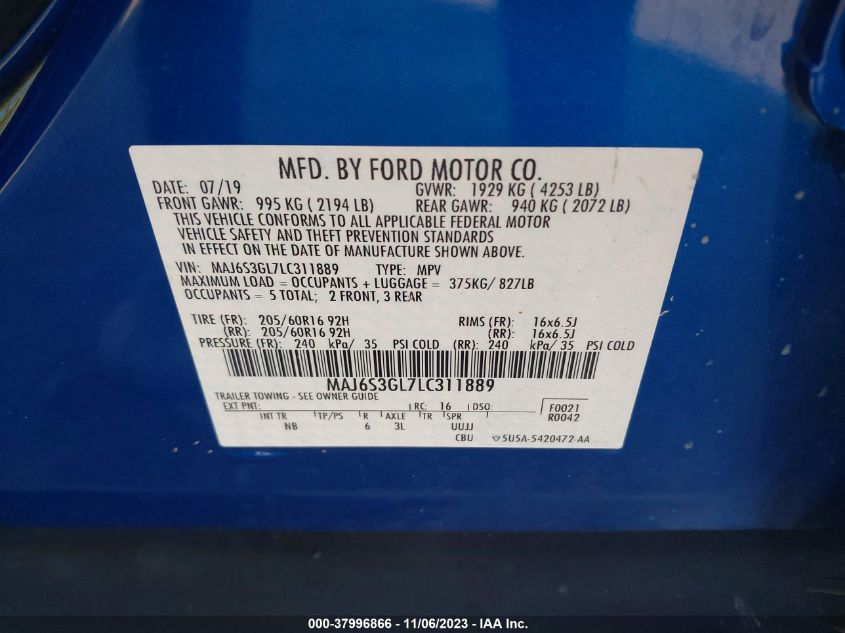 MFD. BY FORD MOTOR CO.
DATE: 07/19 GVWR: 1929 KG ( 4253 LB)
FRONT GAWR: 995 KG ( 2194 LB) REAR GAWR: 940 KG ( 2072 LB)
THIS VEHICLE CONFORMS TO ALL APPLICABLE FEDERAL MOTOR
VEHICLE SAFETY AND THEFT PREVENTION STANDARDS
IN EFFECT ON THE DATE OF MANUFACTURE SHOWN ABOVE.
VIN: MAJ6S3GL7LC311889 TYPE: MPV
MAXIMUM LOAD = OCCUPANTS + LUGGAGE = 375KG/ 827LB
OCCUPANTS = 5 TOTAL; 2 FRONT, 3 REAR
TIRE (FR): 205/60R16 92H RIMS (FR): 16x6.5J
(RR): 205/60R16 92H (RR): 16x6.5J
PRESSURE (FR): 240 kPa/ 35 PSI COLD (RR): 240 kPa/ 35 PSI COLD
MAJ6S3GL7LC311889
TRAILER TOWING - SEE OWNER GUIDE
EXT PNT: RC: 16 DSO: F0021
INT TR TP/PS R AXLE TR SPR R0042
NB 6 3L UUJJ
CBU 5U5A-5420472-AA
000-37996866 - 11/06/2023 - IAA Inc.